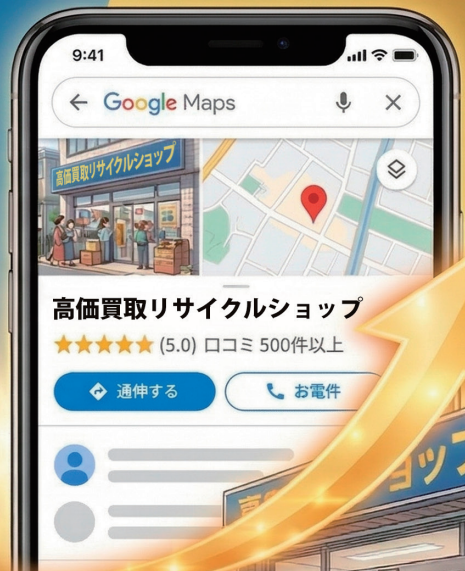 9:41
Google Maps
高価買取リサイクルショップ
高価買取リサイクルショップ
(5.0) 口コミ 500件以上
通伸する
お電件
ョップ
高